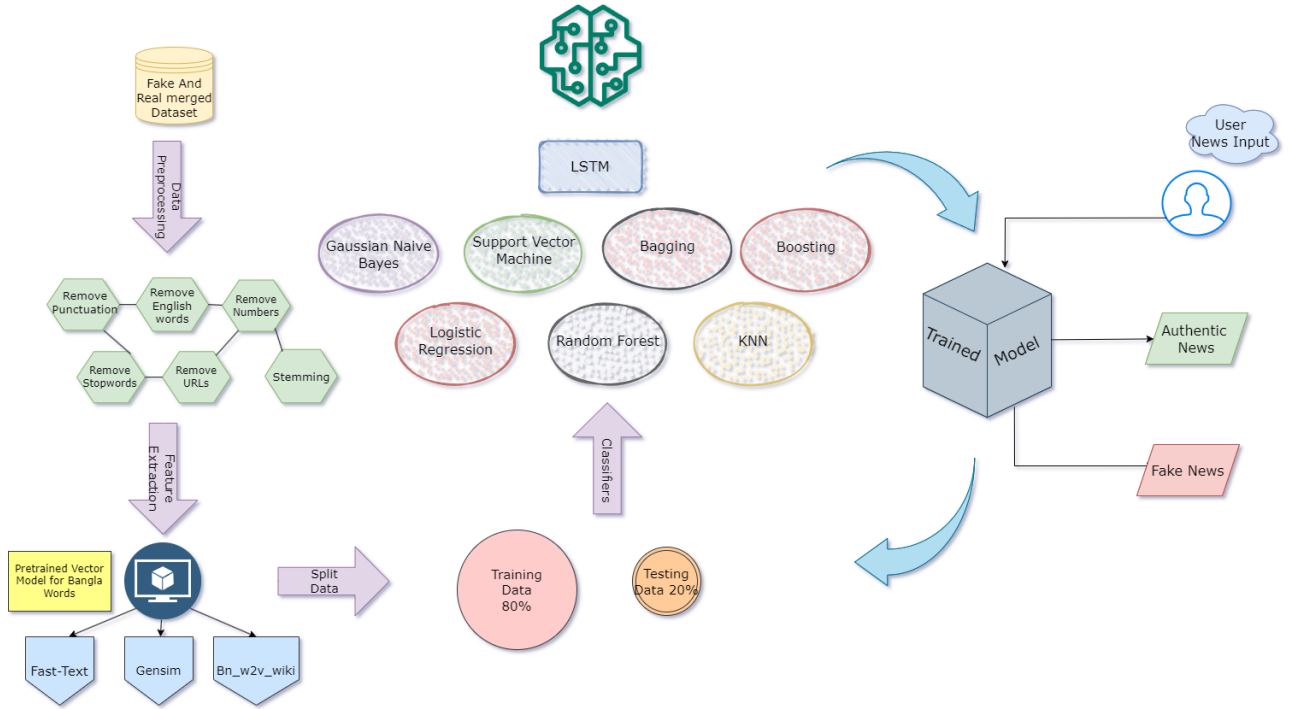 Fake And
Real merged
Dataset
Data
Preprocessing
Remove
Punctuation
Remove
English
words
Remove
Numbers
Remove
Stopwords
Remove
URLs
Stemming
Feature
Extraction
Pretrained Vector
Model for Bangla
Words
Fast-Text
Gensim
Bn_w2v_wiki
Split
Data
Training
Data
80%
Testing
Data 20%
Classifiers
LSTM
Gaussian Naive
Bayes
Support Vector
Machine
Bagging
Boosting
Logistic
Regression
Random Forest
KNN
User
News Input
Trained
Model
Authentic
News
Fake News